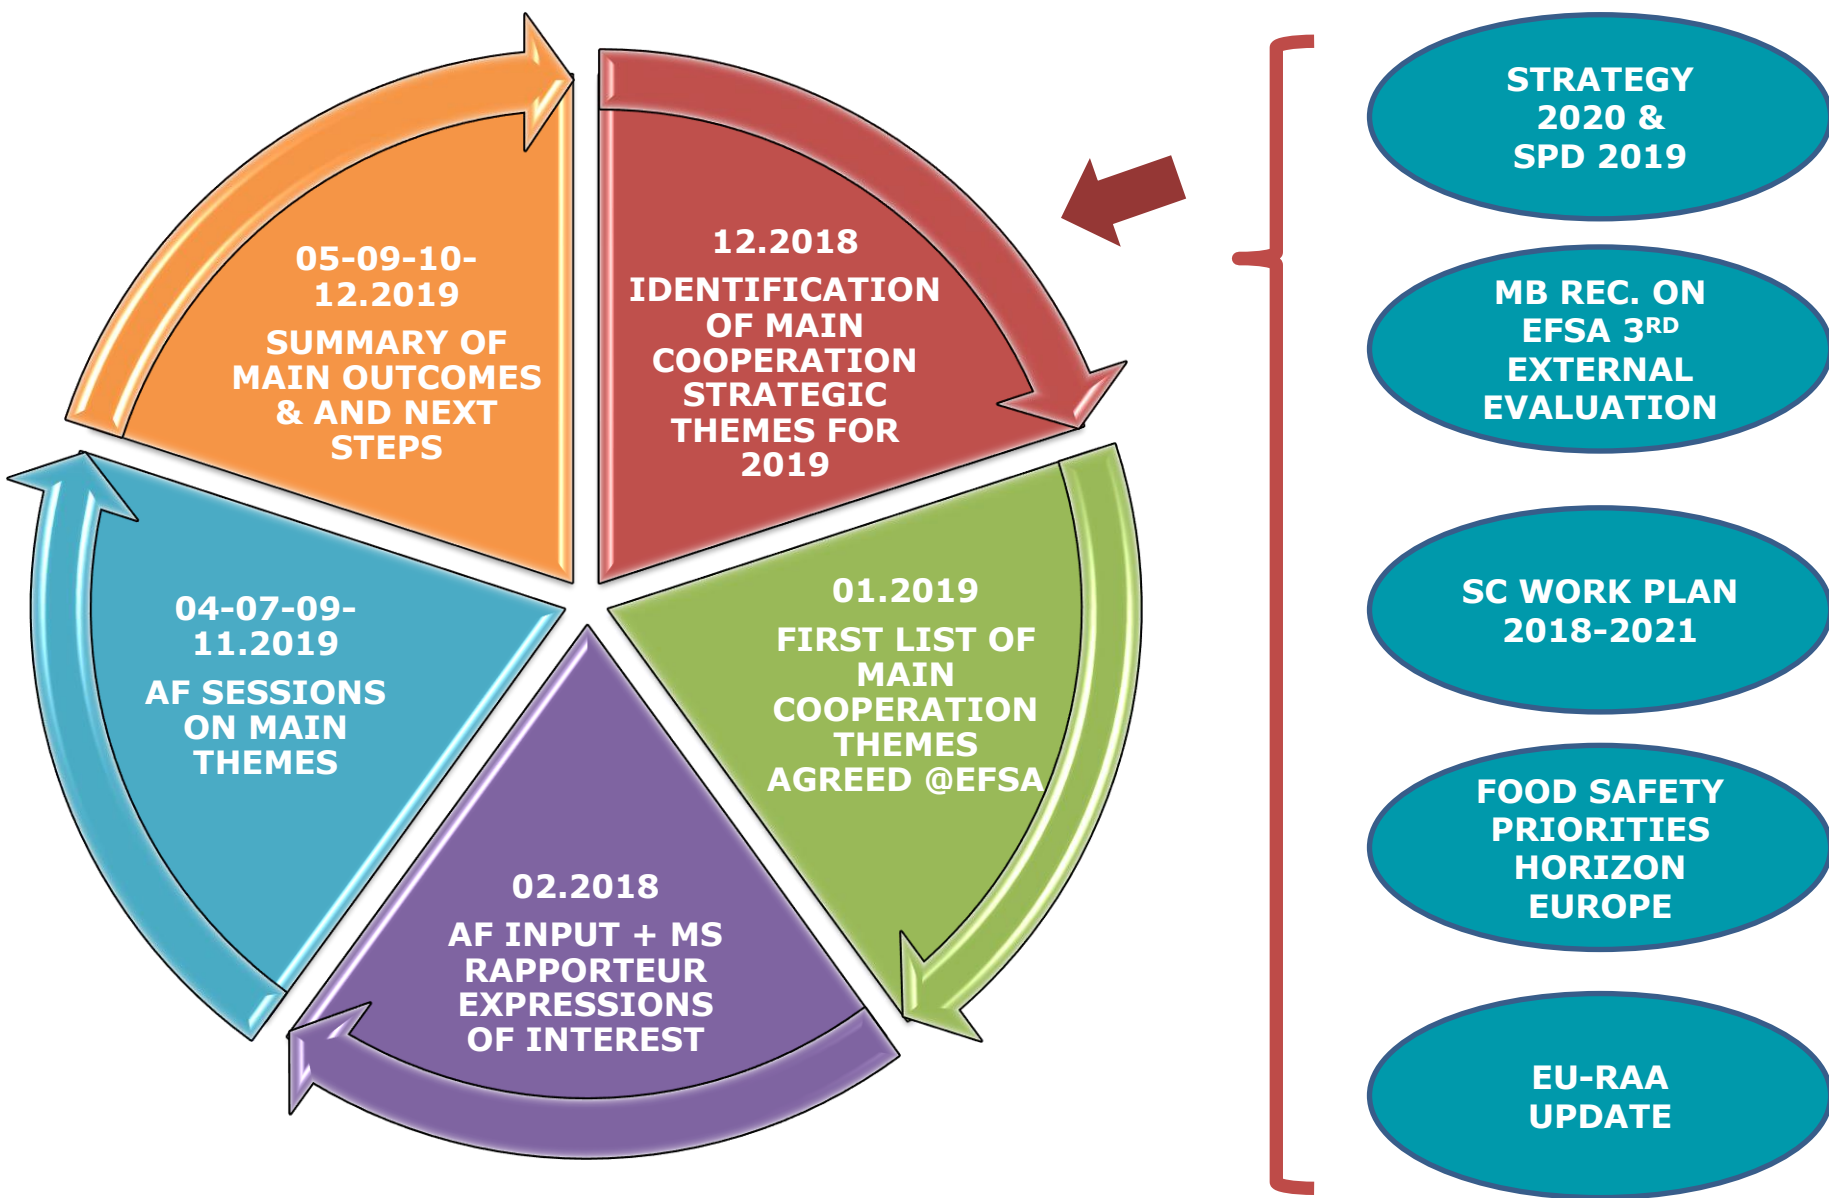 12.2018
IDENTIFICATION
OF MAIN
COOPERATION
STRATEGIC
THEMES FOR
2019
01.2019
FIRST LIST OF
MAIN
COOPERATION
THEMES
AGREED @EFSA
02.2018
AF INPUT + MS
RAPPORTEUR
EXPRESSIONS
OF INTEREST
04-07-09-
11.2019
AF SESSIONS
ON MAIN
THEMES
05-09-10-
12.2019
SUMMARY OF
MAIN OUTCOMES
& AND NEXT
STEPS
STRATEGY
2020 &
SPD 2019
MB REC. ON
EFSA 3RD
EXTERNAL
EVALUATION
SC WORK PLAN
2018-2021
FOOD SAFETY
PRIORITIES
HORIZON
EUROPE
EU-RAA
UPDATE